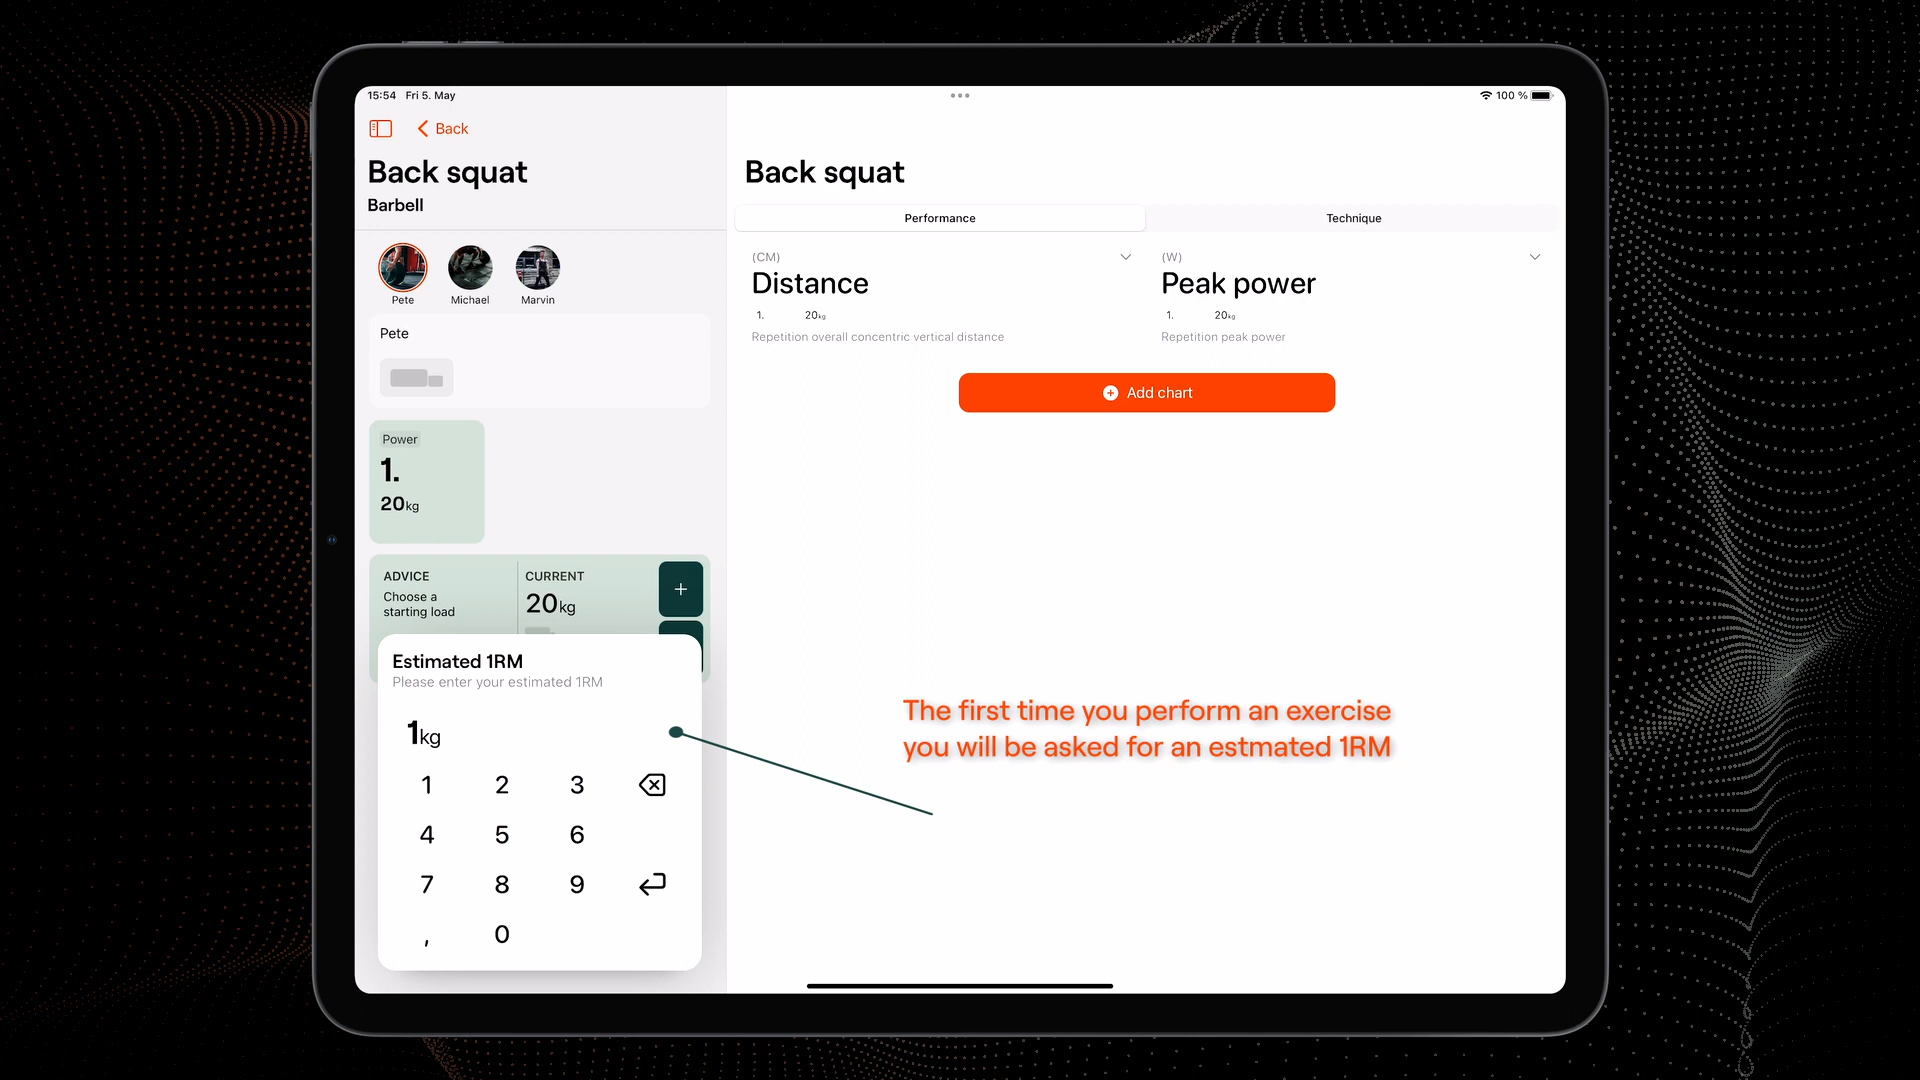 15:54 Fri 5. May
100 %
Back
Back squat
Barbell
Pete
Michael
Marvin
Pete
Power
1.
20kg
ADVICE
Choose a
starting load
CURRENT
20kg
+
Estimated 1RM
Please enter your estimated 1RM
1kg
1 2 3
4 5 6
7 8 9
, 0
Back squat
Performance
Technique
(CM)
Distance
1. 20kg
Repetition overall concentric vertical distance
(W)
Peak power
1. 20kg
Repetition peak power
Add chart
The first time you perform an exercise
you will be asked for an estmated 1RM